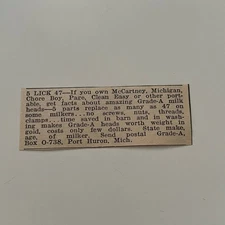 5 LICK 47—If you own McCartney, Michigan,
Chore Boy, Page, Clean Easy or other port-
able, get facts about amazing Grade-A milk
heads—5 parts replace as many as 47 on
some milkers...no screws, nuts, threads,
clamps... time saved in barn and in wash-
ing makes Grade-A heads worth weight in
gold, costs only few dollars. State make,
age, of milker. Send postal Grade-A,
Box O-738, Port Huron, Mich.